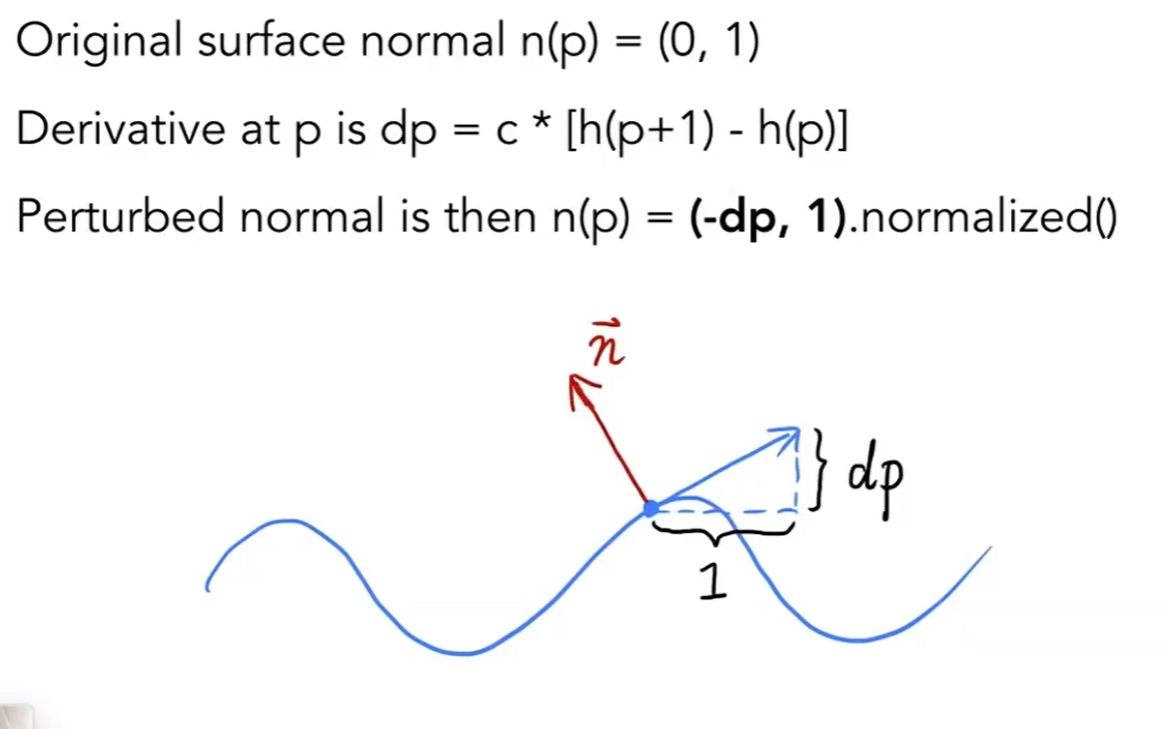 Original surface normal n(p) = (0, 1)
Derivative at p is dp = c * [h(p+1) - h(p)]
Perturbed normal is then n(p) = (-dp, 1).normalized()
n⃗
dp
1